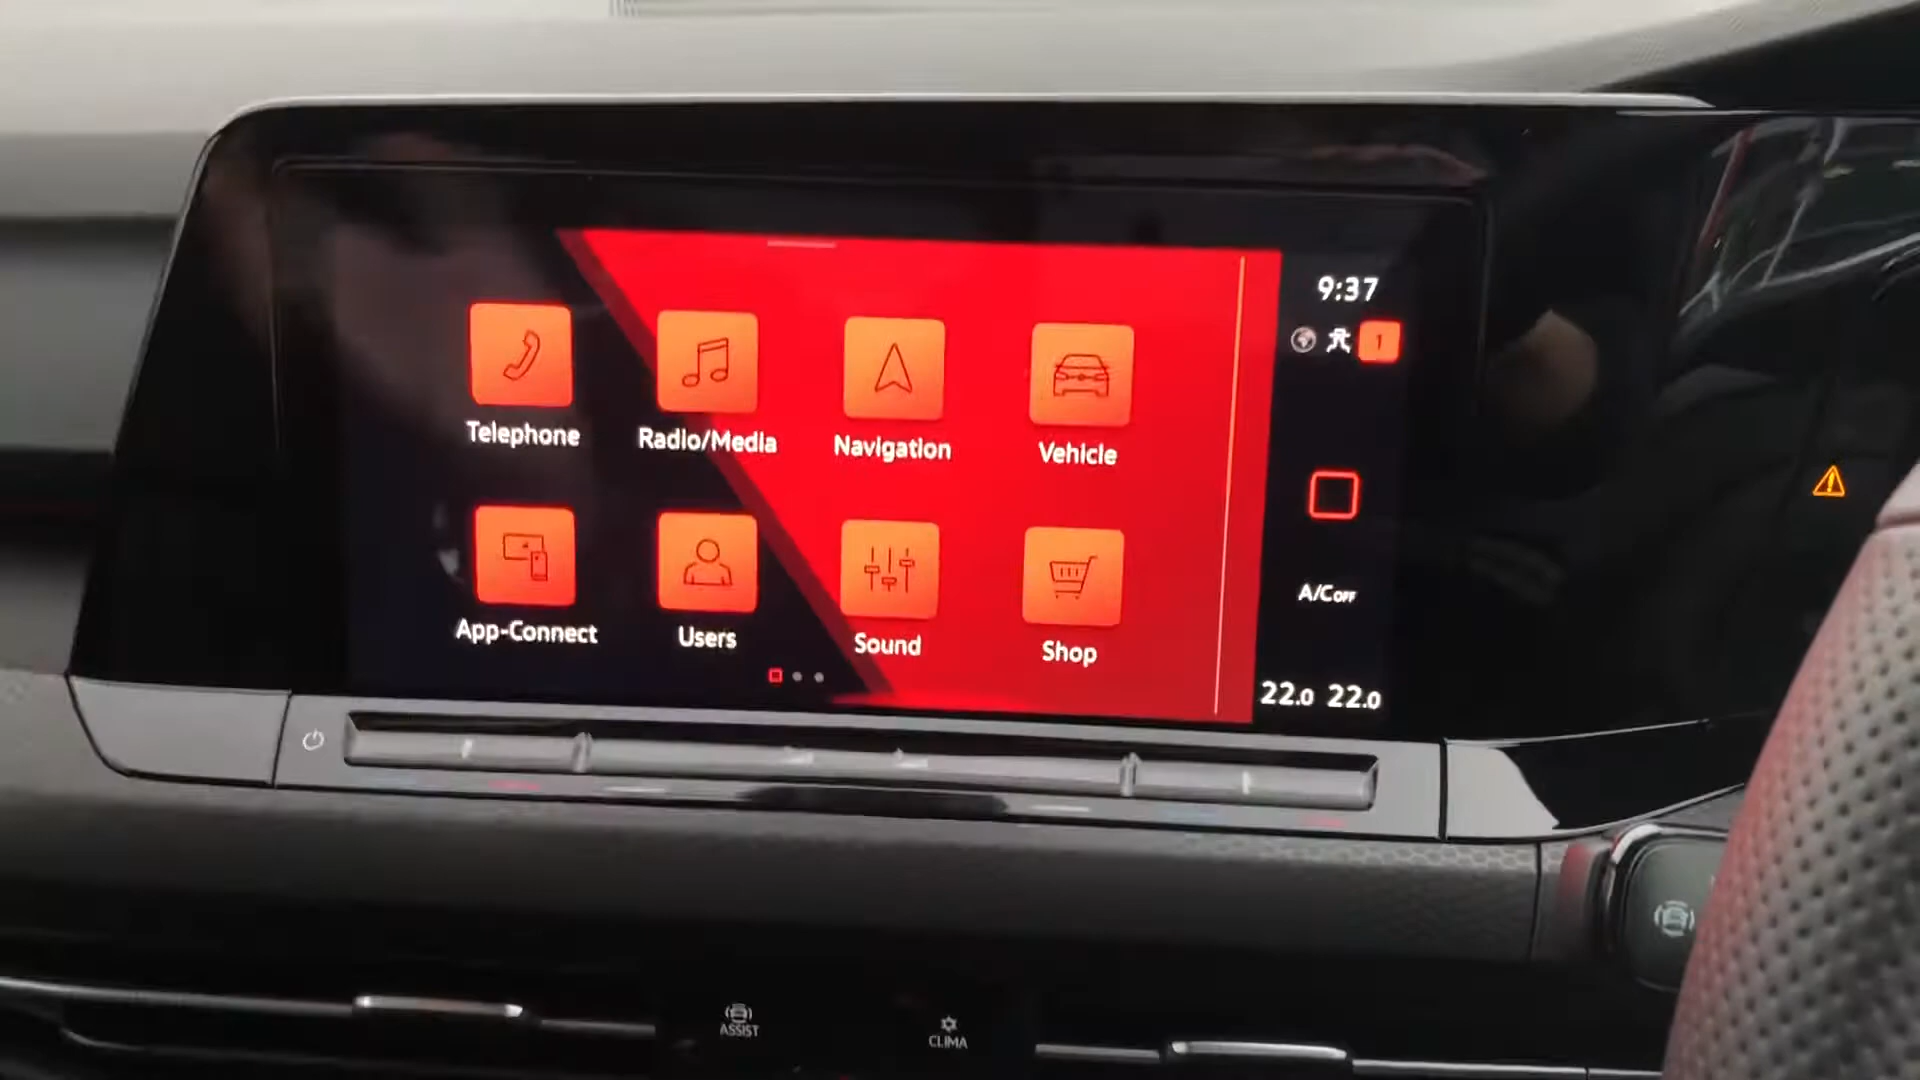 9:37
1
Telephone
Radio/Media
Navigation
Vehicle
App-Connect
Users
Sound
Shop
A/C OFF
22.0 22.0
ASSIST
CLIMA